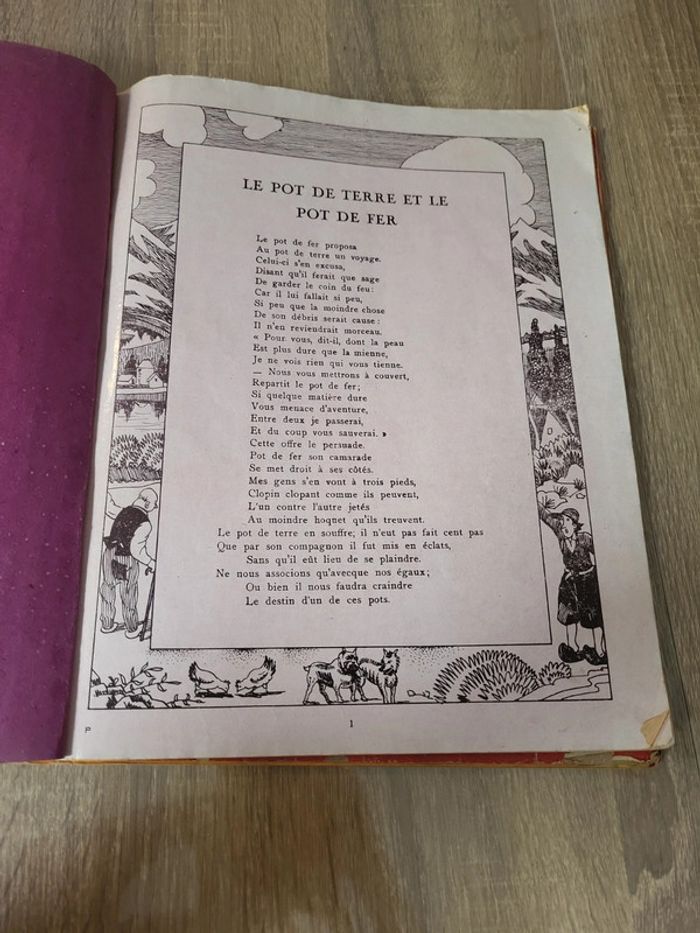 LE POT DE TERRE ET LE
POT DE FER
Le pot de fer proposa
Au pot de terre un voyage.
Celui-ci s'en excusa,
Disant qu'il ferait que sage
De garder le coin du feu:
Car il lui fallait si peu,
Si peu que la moindre chose
De son débris serait cause:
Il n'en reviendrait morceau.
« Pour vous, dit-il, dont la peau
Est plus dure que la mienne,
Je ne vois rien qui vous tienne.
— Nous vous mettrons à couvert,
Repartit le pot de fer;
Si quelque matière dure
Vous menace d'aventure,
Entre deux je passerai,
Et du coup vous sauverai. »
Cette offre le persuade.
Pot de fer son camarade
Se met droit à ses côtés.
Mes gens s'en vont à trois pieds,
Clopin clopant comme ils peuvent,
L'un contre l'autre jetés
Au moindre hoquet qu'ils treuvent.
Le pot de terre en souffre; il n'eut pas fait cent pas
Que par son compagnon il fut mis en éclats,
Sans qu'il eût lieu de se plaindre.
Ne nous associons qu'avecque nos égaux;
Ou bien il nous faudra craindre
Le destin d'un de ces pots.
1